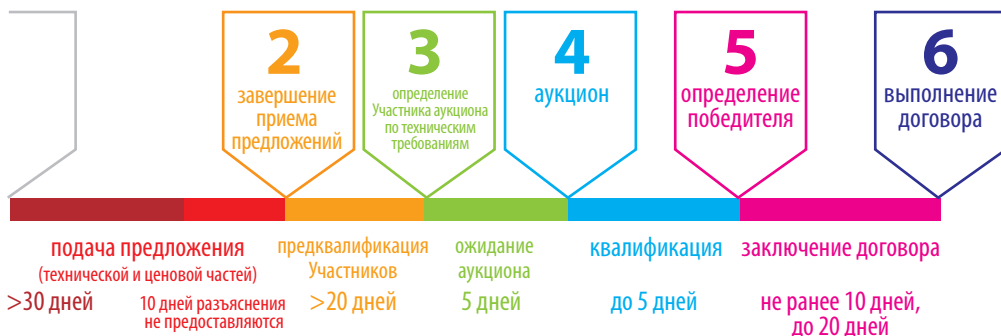 2
завершение
приема
предложений
3
определение
Участника аукциона
по техническим
требованиям
4
аукцион
5
определение
победителя
6
выполнение
договора
подача предложения
(технической и ценовой частей)
>30 дней
10 дней разъяснения
не предоставляются
предквалификация
Участников
>20 дней
ожидание
аукциона
5 дней
квалификация
до 5 дней
заключение договора
не ранее 10 дней,
до 20 дней